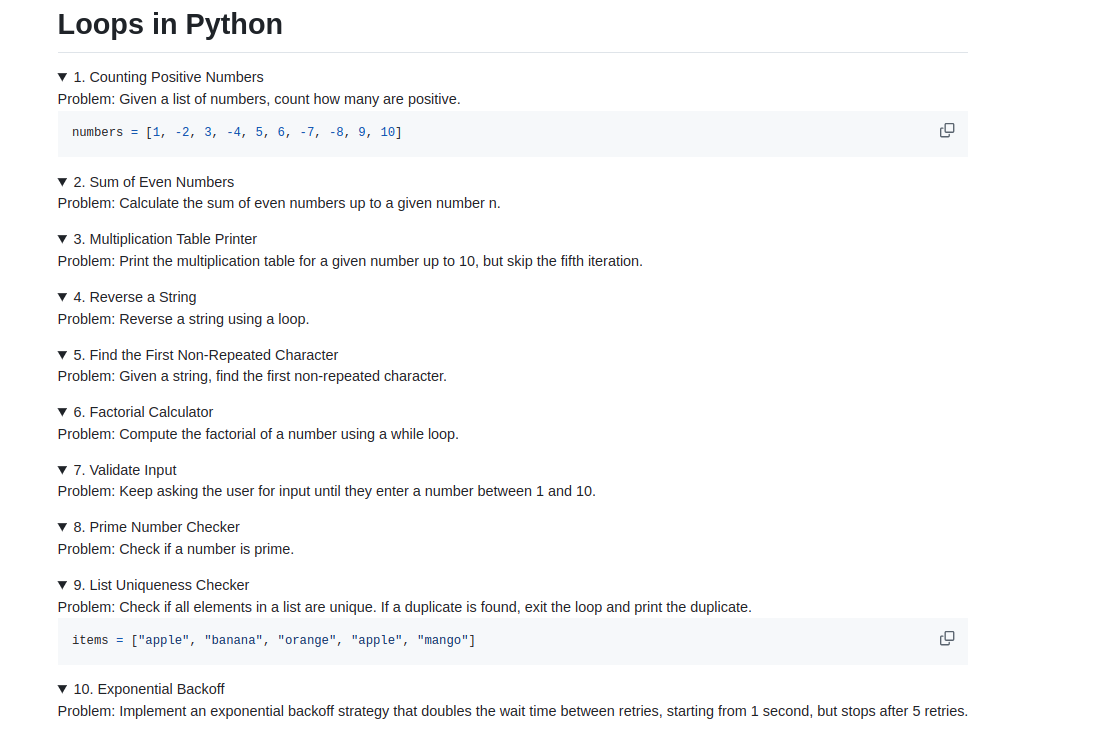 Loops in Python
1. Counting Positive Numbers
Problem: Given a list of numbers, count how many are positive.
numbers = [1, -2, 3, -4, 5, 6, -7, -8, 9, 10]
2. Sum of Even Numbers
Problem: Calculate the sum of even numbers up to a given number n.
3. Multiplication Table Printer
Problem: Print the multiplication table for a given number up to 10, but skip the fifth iteration.
4. Reverse a String
Problem: Reverse a string using a loop.
5. Find the First Non-Repeated Character
Problem: Given a string, find the first non-repeated character.
6. Factorial Calculator
Problem: Compute the factorial of a number using a while loop.
7. Validate Input
Problem: Keep asking the user for input until they enter a number between 1 and 10.
8. Prime Number Checker
Problem: Check if a number is prime.
9. List Uniqueness Checker
Problem: Check if all elements in a list are unique. If a duplicate is found, exit the loop and print the duplicate.
items = ["apple", "banana", "orange", "apple", "mango"]
10. Exponential Backoff
Problem: Implement an exponential backoff strategy that doubles the wait time between retries, starting from 1 second, but stops after 5 retries.